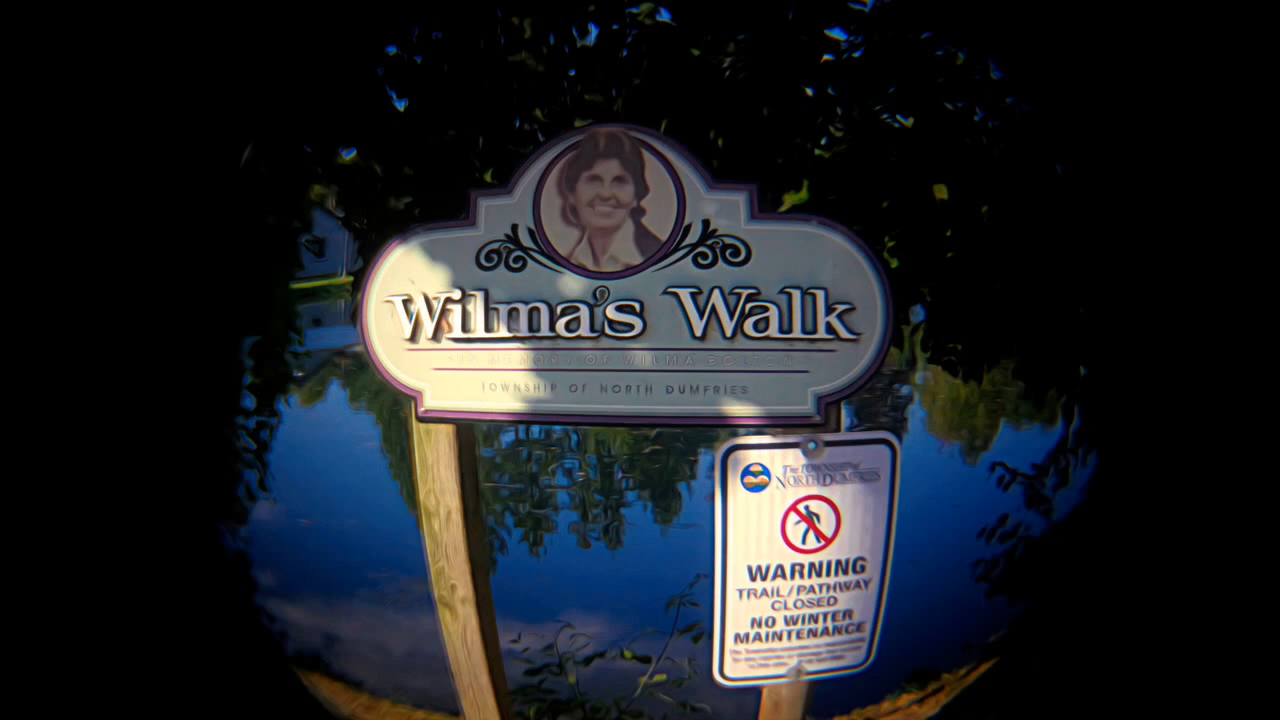 Wilma's Walk
IN MEMORY OF WILMA BOLTON
TOWNSHIP OF NORTH DUMFRIES
THE TOWNSHIP of
NORTH DUMFRIES
WARNING
TRAIL/PATHWAY
CLOSED
NO WINTER
MAINTENANCE